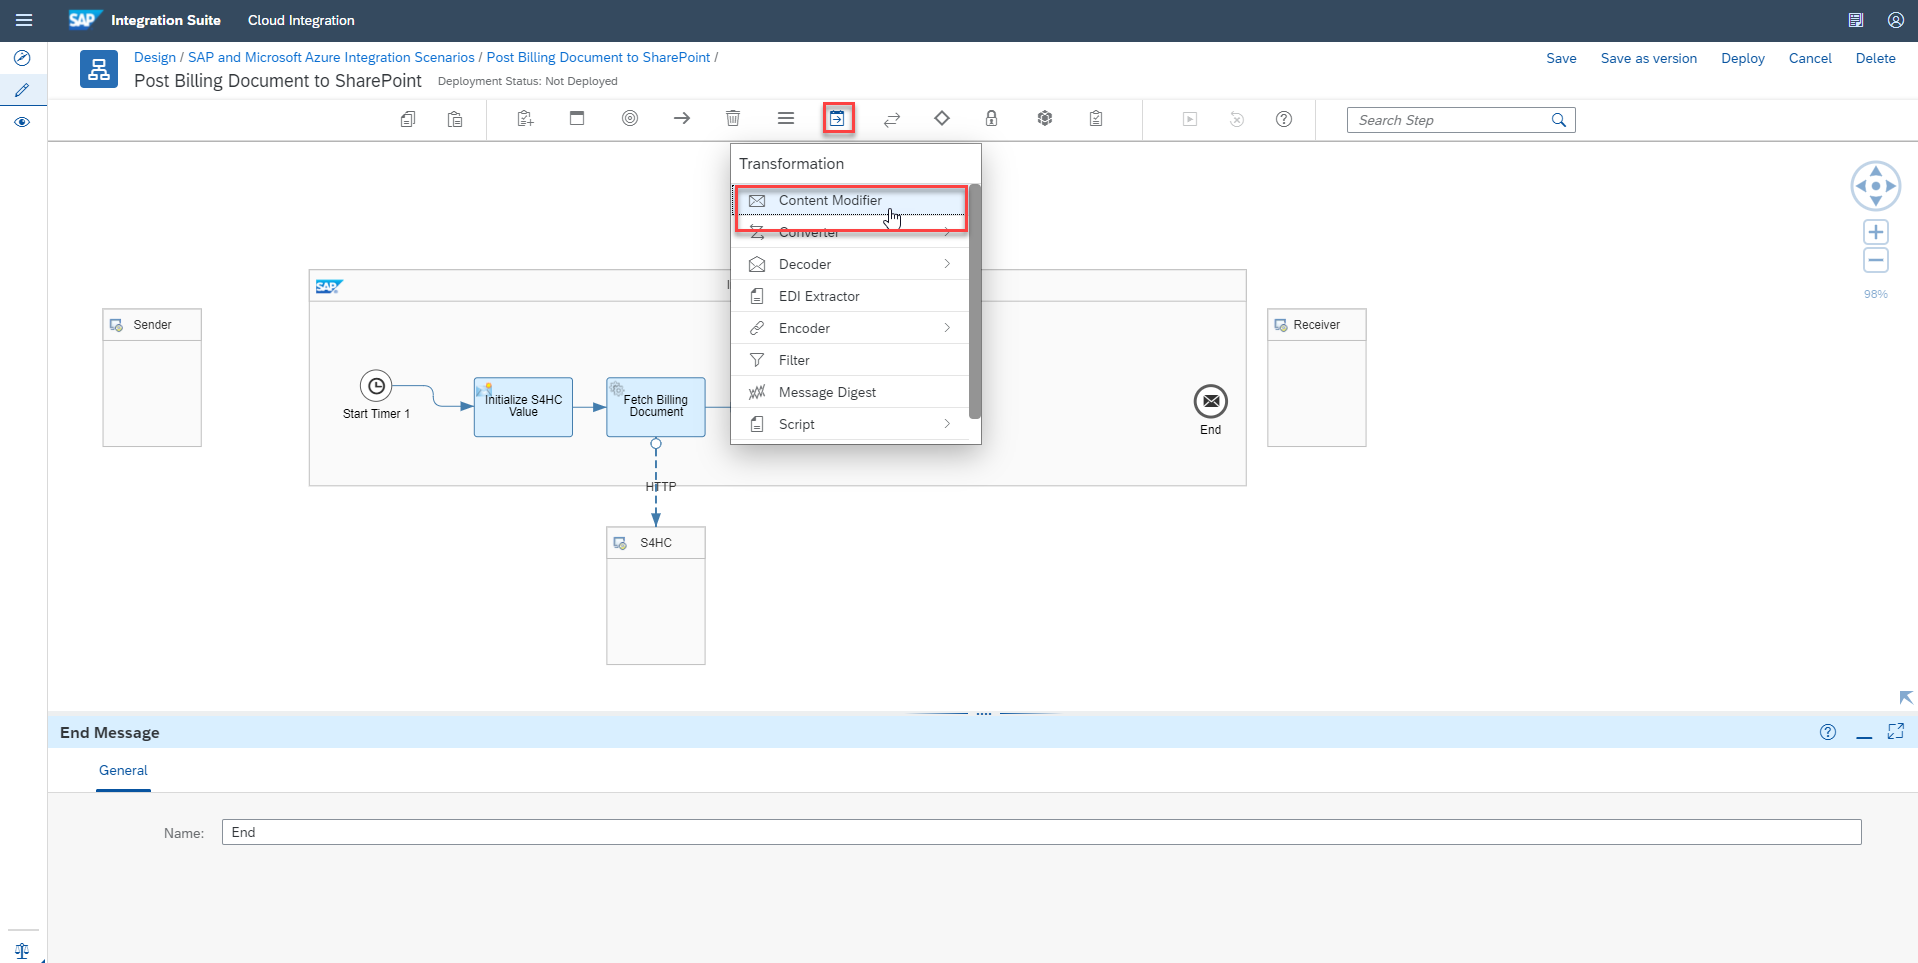 SAP Integration Suite Cloud Integration
Design / SAP and Microsoft Azure Integration Scenarios / Post Billing Document to SharePoint /
Post Billing Document to SharePoint Deployment Status: Not Deployed
Save Save as version Deploy Cancel Delete
Search Step
Transformation
Content Modifier
Converter
Decoder
EDI Extractor
Encoder
Filter
Message Digest
Script
98%
SAP
Sender
Receiver
Start Timer 1
Initialize S4HC
Value
Fetch Billing
Document
End
HTTP
S4HC
End Message
General
Name: End